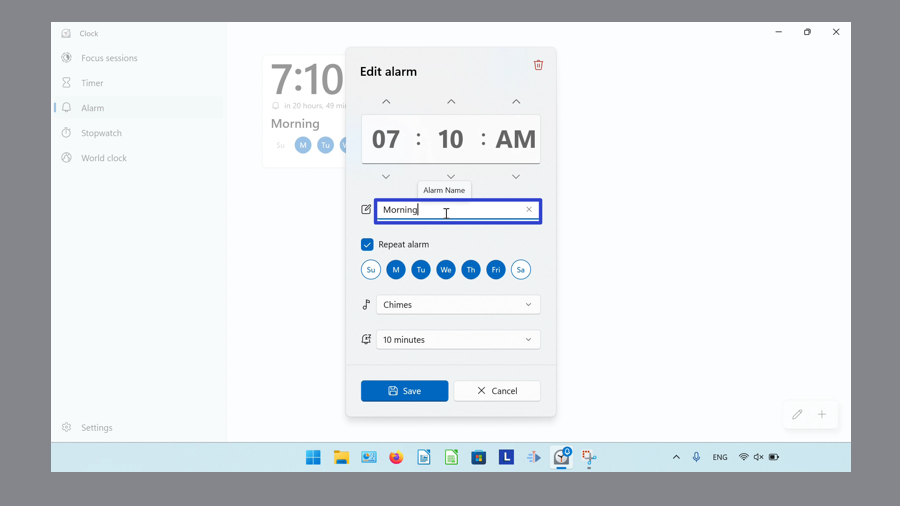 Clock
Focus sessions
Timer
Alarm
Stopwatch
World clock
Settings
7:10
in 20 hours, 49 mi
Morning
Su M Tu
Edit alarm
07 : 10 : AM
Alarm Name
Morning
Repeat alarm
Su M Tu We Th Fri Sa
Chimes
10 minutes
Save
Cancel
L
ENG